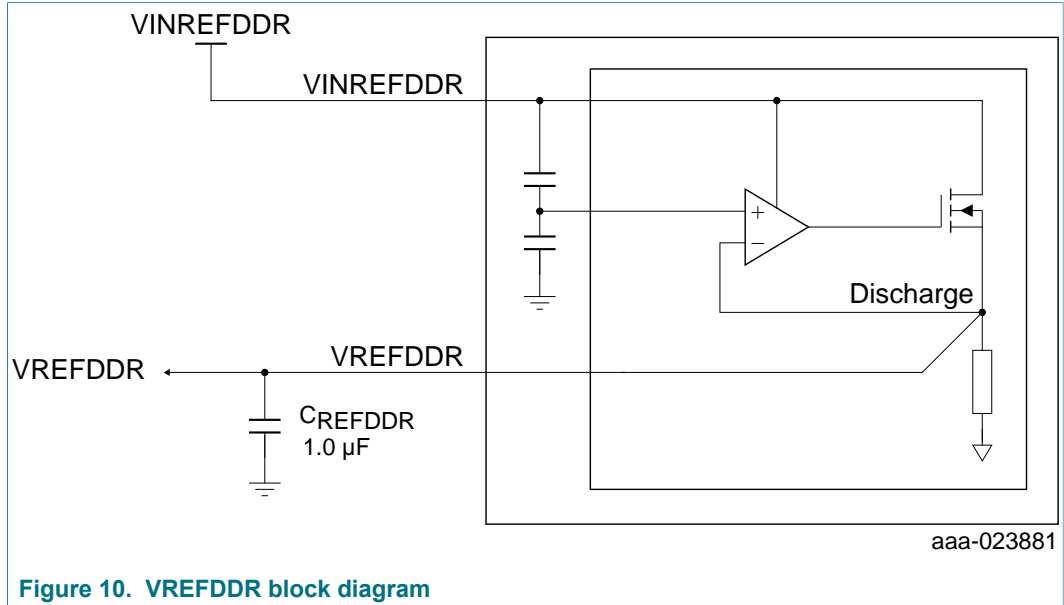 VINREFDDR
VINREFDDR
+
−
Discharge
VREFDDR
VREFDDR
CREFDDR
1.0 µF
aaa-023881
Figure 10. VREFDDR block diagram